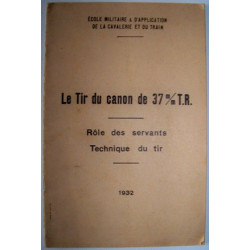 ÉCOLE MILITAIRE & D'APPLICATION
DE LA CAVALERIE ET DU TRAIN
Le Tir du canon de 37 m/m T.R.
Rôle des servants
Technique du tir
1932